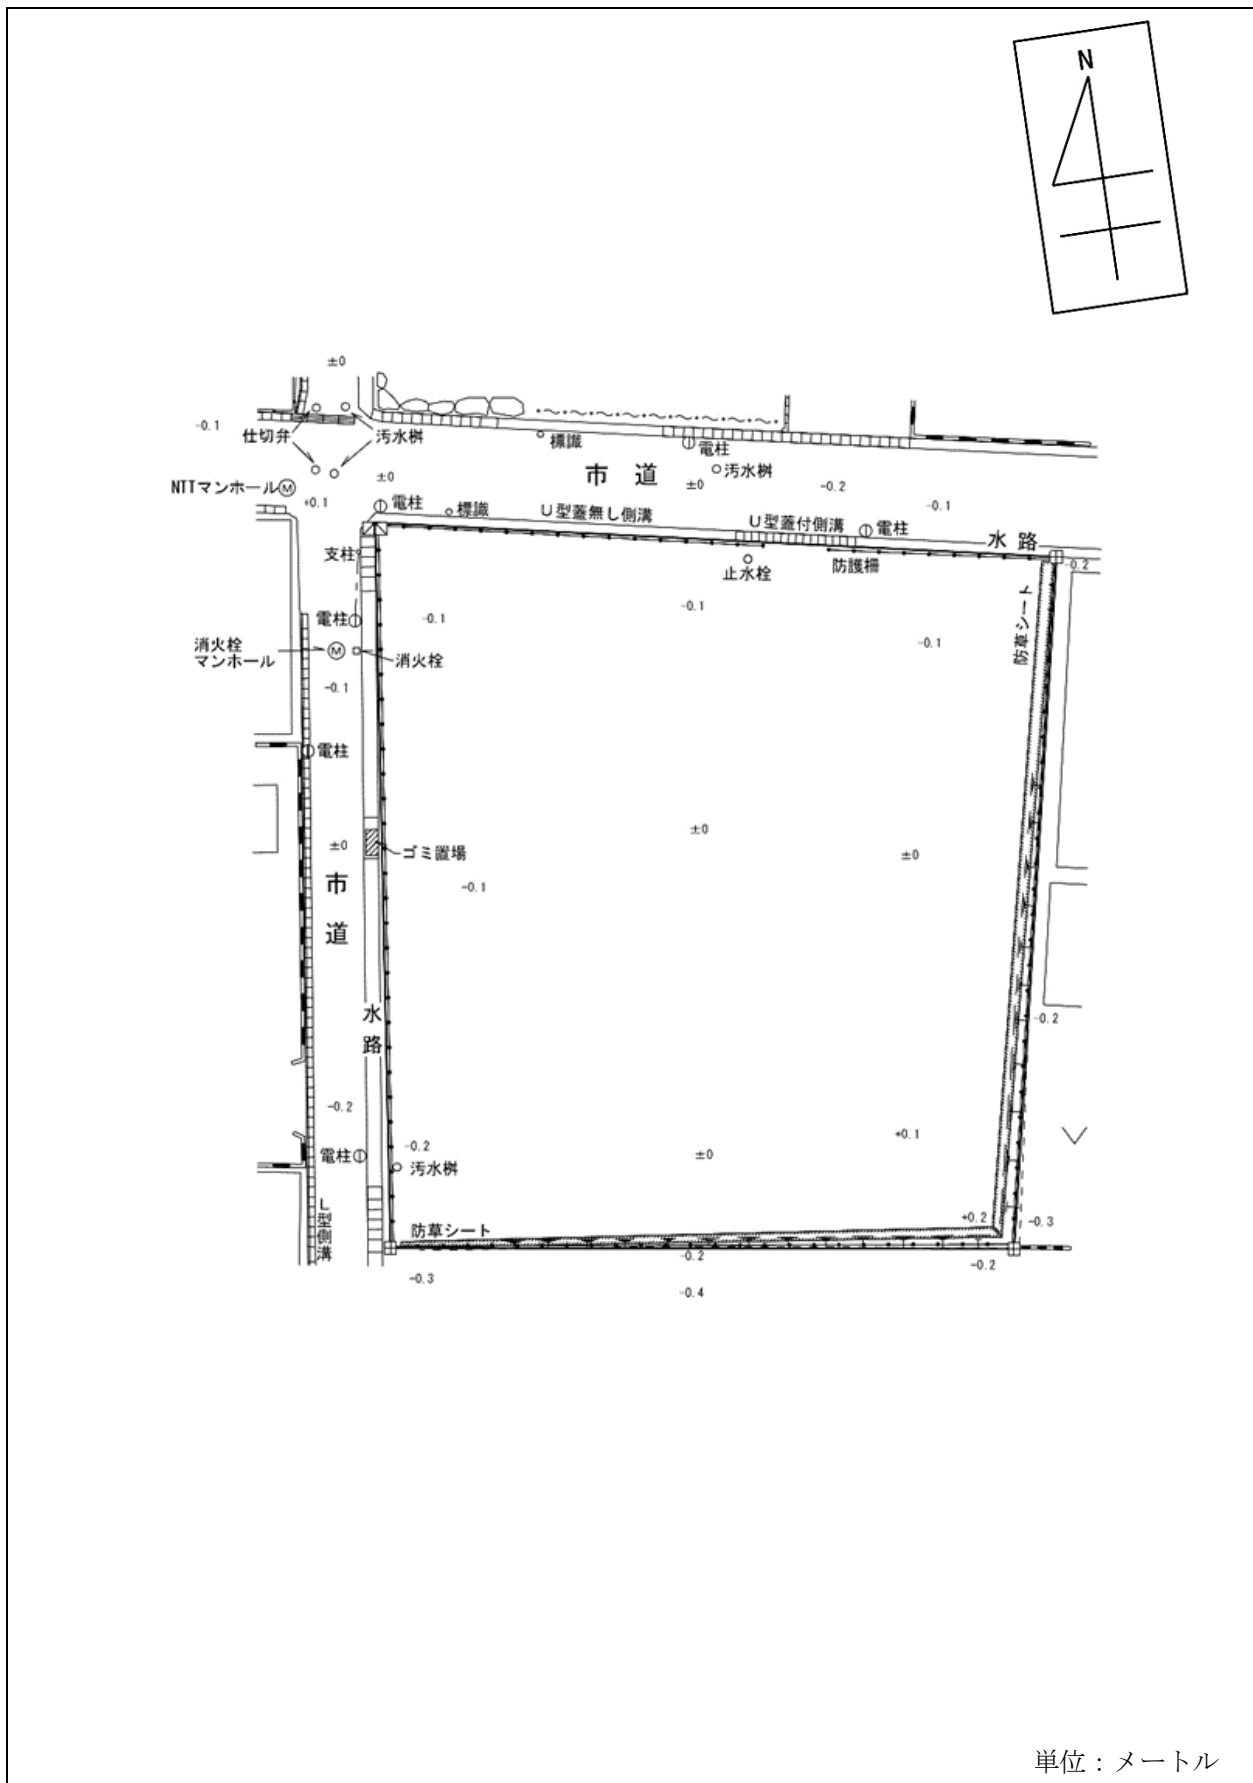 N
±0
-0.1
仕切弁
汚水桝
標識
電柱
市道
汚水桝
±0
±0
-0.2
-0.1
NTTマンホール M
+0.1
電柱
標識
U型蓋無し側溝
U型蓋付側溝
電柱
水路
支柱
止水栓
防護柵
-0.2
防草シート
電柱
-0.1
-0.1
-0.1
消火栓
マンホール
M
消火栓
-0.1
電柱
±0
ゴミ置場
±0
±0
-0.1
市道
水路
-0.2
-0.2
電柱
-0.2
汚水桝
±0
+0.1
L型側溝
防草シート
+0.2
-0.3
-0.2
-0.2
-0.3
-0.4
単位：メートル